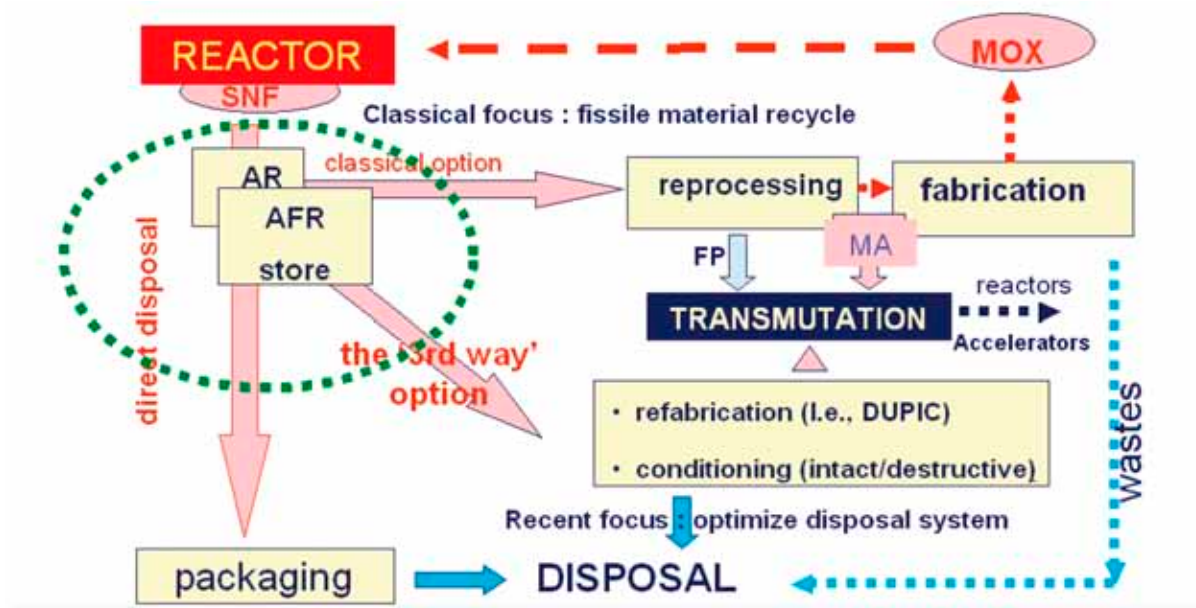 REACTOR
MOX
SNF
Classical focus : fissile material recycle
AR
classical option
reprocessing
fabrication
AFR
store
MA
FP
direct disposal
reactors
TRANSMUTATION
Accelerators
the '3rd way'
option
• refabrication (I.e., DUPIC)
• conditioning (intact/destructive)
wastes
Recent focus : optimize disposal system
packaging
DISPOSAL